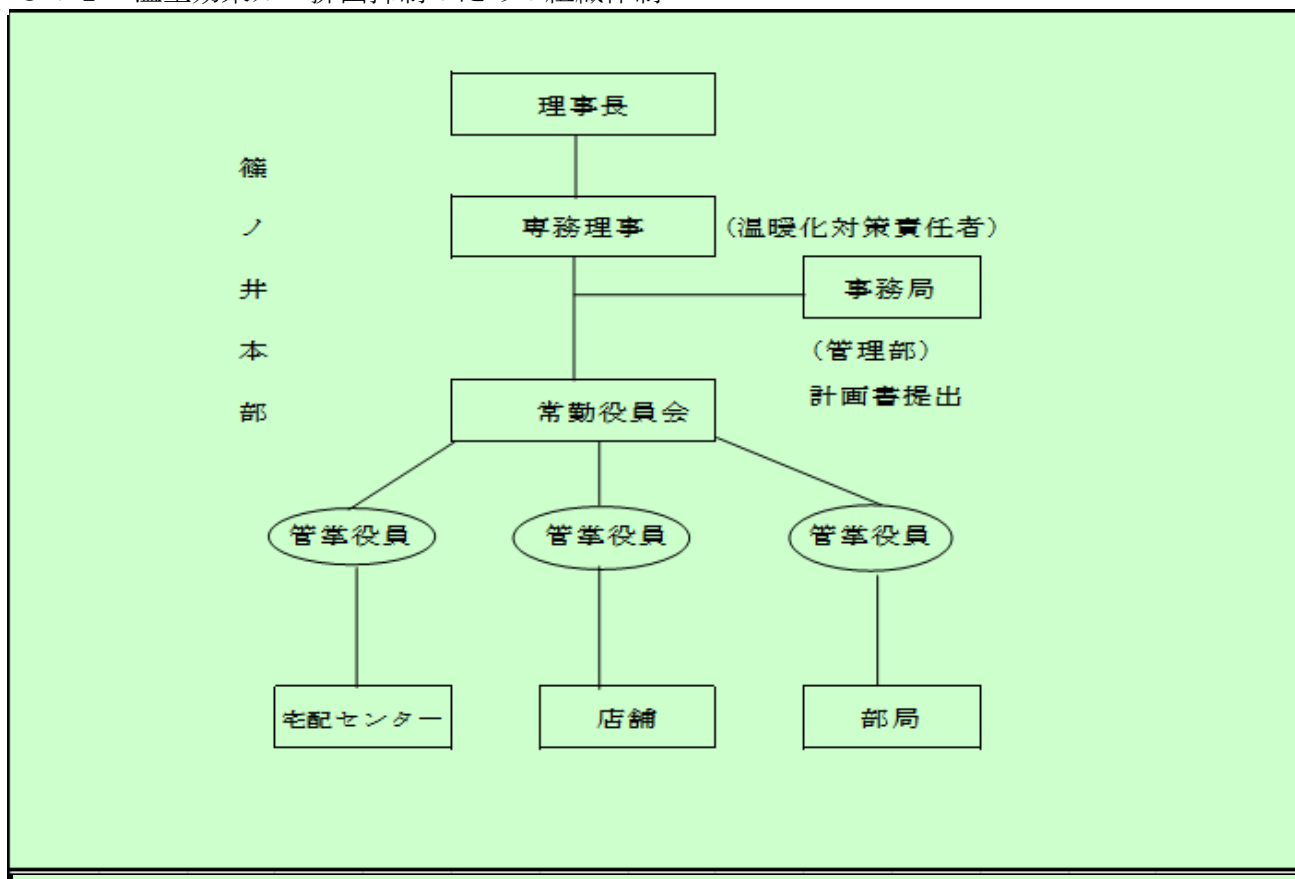 理事長
篠ノ井本部
専務理事
(温暖化対策責任者)
事務局
(管理部)
計画書提出
常勤役員会
管掌役員
管掌役員
管掌役員
宅配センター
店舗
部局